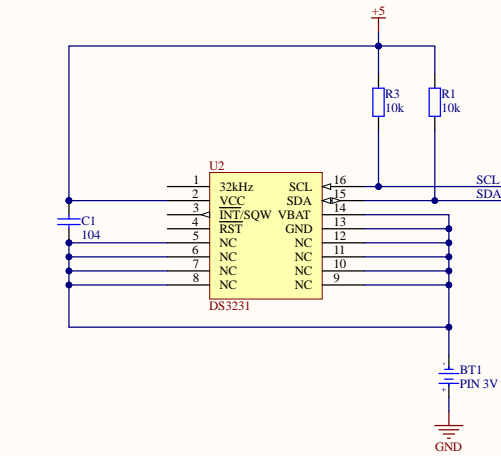 +5
R3
10k
R1
10k
U2
1 32kHz SCL 16 SCL
2 VCC SDA 15 SDA
3 INT/SQW VBAT 14
4 RST GND 13
5 NC NC 12
6 NC NC 11
7 NC NC 10
8 NC NC 9
DS3231
C1
104
BT1
PIN 3V
GND